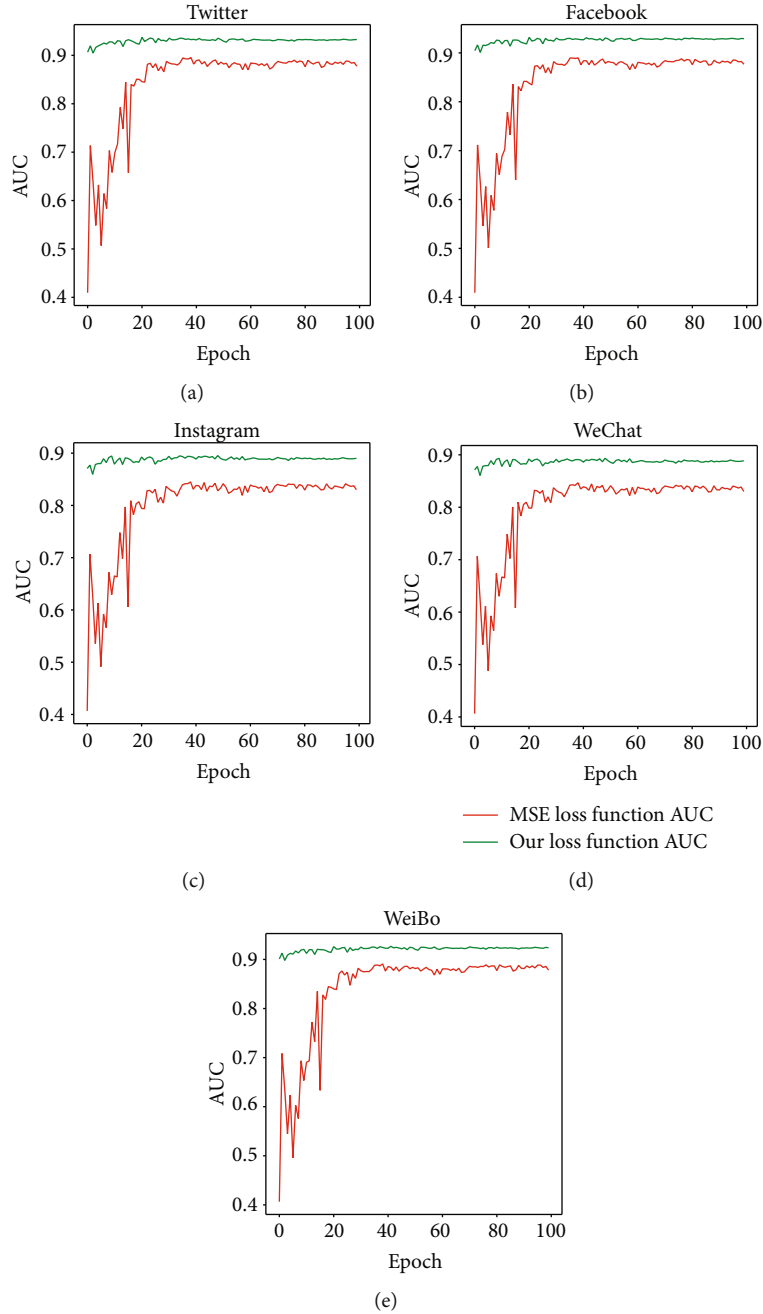 Twitter
0.9
0.8
0.7
0.6
0.5
0.4
AUC
0 20 40 60 80 100
Epoch
(a)
Facebook
0.9
0.8
0.7
0.6
0.5
0.4
AUC
0 20 40 60 80 100
Epoch
(b)
Instagram
0.9
0.8
0.7
0.6
0.5
0.4
AUC
0 20 40 60 80 100
Epoch
(c)
WeChat
0.9
0.8
0.7
0.6
0.5
0.4
AUC
0 20 40 60 80 100
Epoch
MSE loss function AUC
Our loss function AUC
(d)
WeiBo
0.9
0.8
0.7
0.6
0.5
0.4
AUC
0 20 40 60 80 100
Epoch
(e)